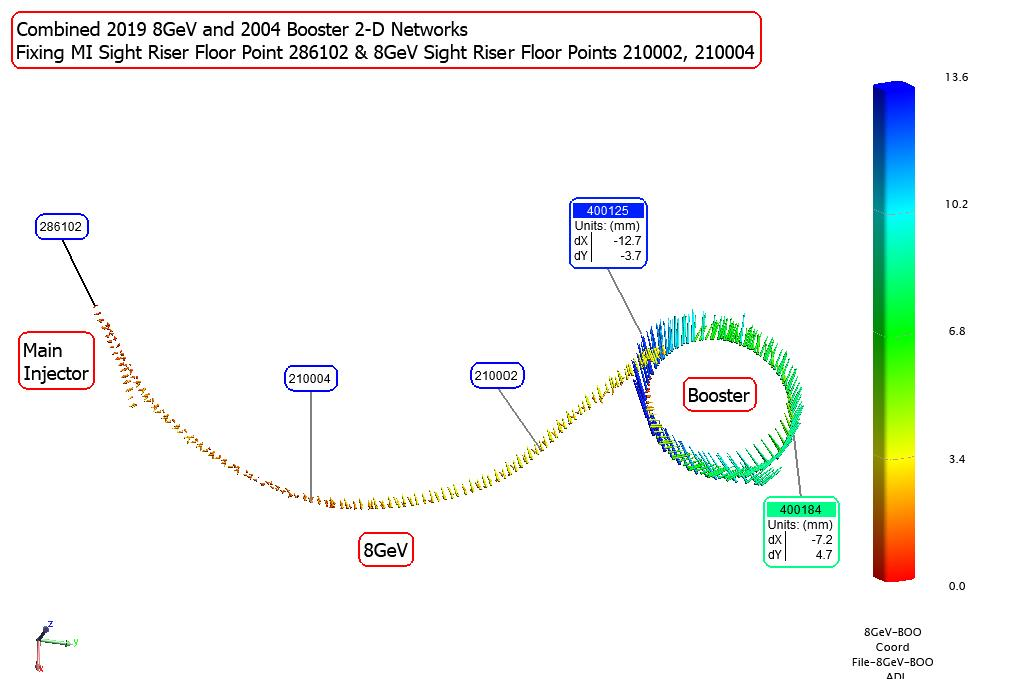 Combined 2019 8GeV and 2004 Booster 2-D Networks
Fixing MI Sight Riser Floor Point 286102 & 8GeV Sight Riser Floor Points 210002, 210004
13.6
10.2
6.8
3.4
0.0
400125
Units: (mm)
dX -12.7
dY -3.7
286102
Main
Injector
210004
210002
Booster
400184
Units: (mm)
dX -7.2
dY 4.7
8GeV
z
y
x
8GeV-BOO
Coord
File-8GeV-BOO
ADJ